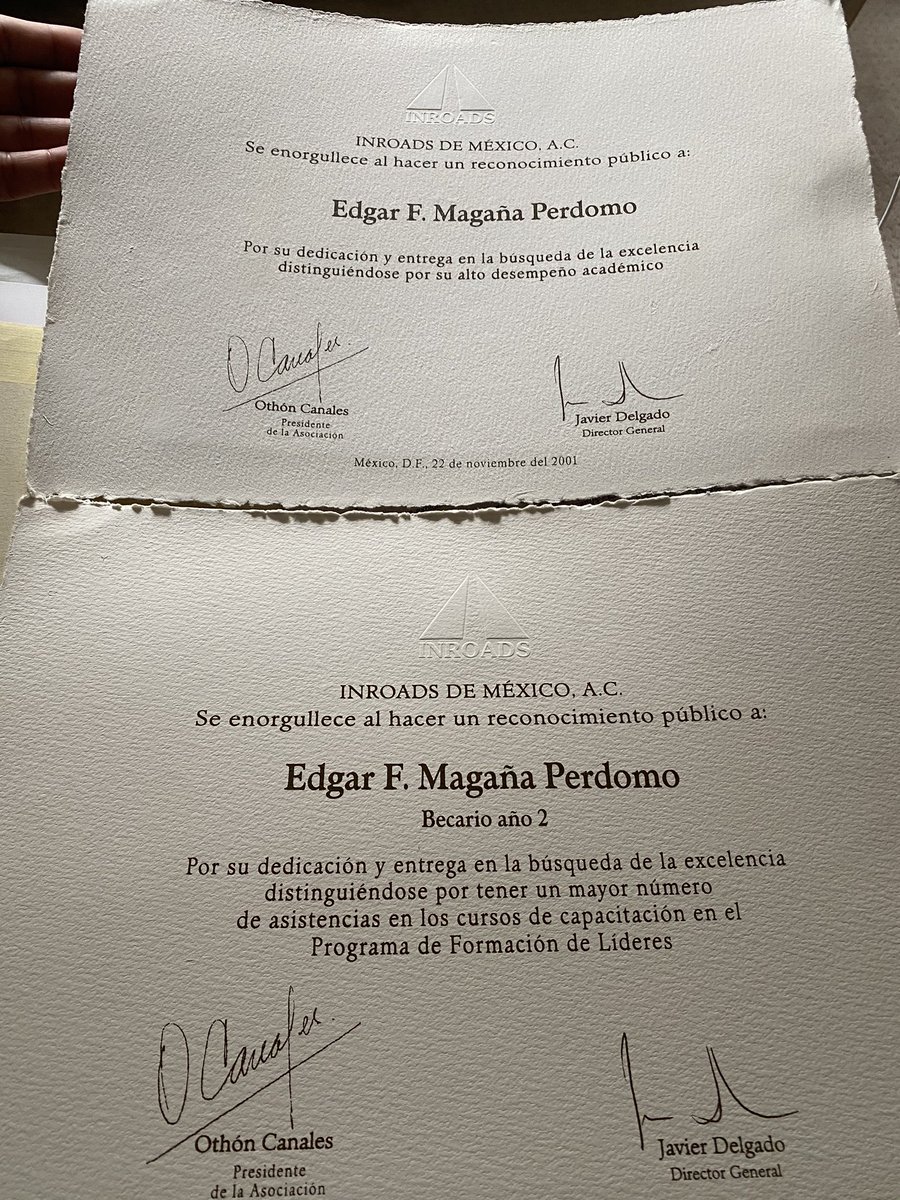 INROADS
INROADS DE MÉXICO, A.C.
Se enorgullece al hacer un reconocimiento público a:
Edgar F. Magaña Perdomo
Por su dedicación y entrega en la búsqueda de la excelencia
distinguiéndose por su alto desempeño académico
O Canales
Othón Canales
Presidente
de la Asociación
Javier Delgado
Director General
México, D.F., 22 de noviembre del 2001
INROADS
INROADS DE MÉXICO, A.C.
Se enorgullece al hacer un reconocimiento público a:
Edgar F. Magaña Perdomo
Becario año 2
Por su dedicación y entrega en la búsqueda de la excelencia
distinguiéndose por tener un mayor número
de asistencias en los cursos de capacitación en el
Programa de Formación de Líderes
O Canales
Othón Canales
Presidente
de la Asociación
Javier Delgado
Director General